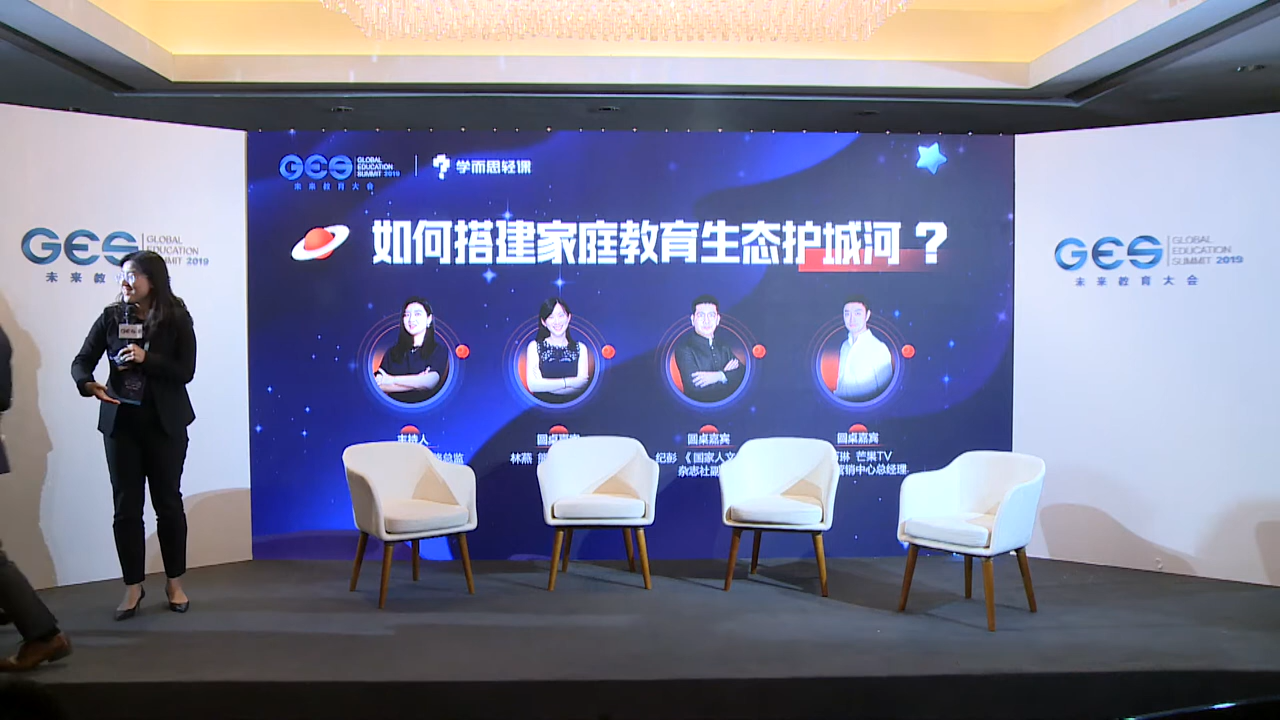 GES GLOBAL EDUCATION SUMMIT 2019
未来教育大会
学而思轻课
如何搭建家庭教育生态护城河？
GES GLOBAL EDUCATION SUMMIT 2019
未来教
GES GLOBAL EDUCATION SUMMIT 2019
未来教育大会
主持人
总监
圆桌嘉宾
林燕
圆桌嘉宾
纪彭 《国家人文
杂志社副
圆桌嘉宾
琳 芒果TV
营销中心总经理